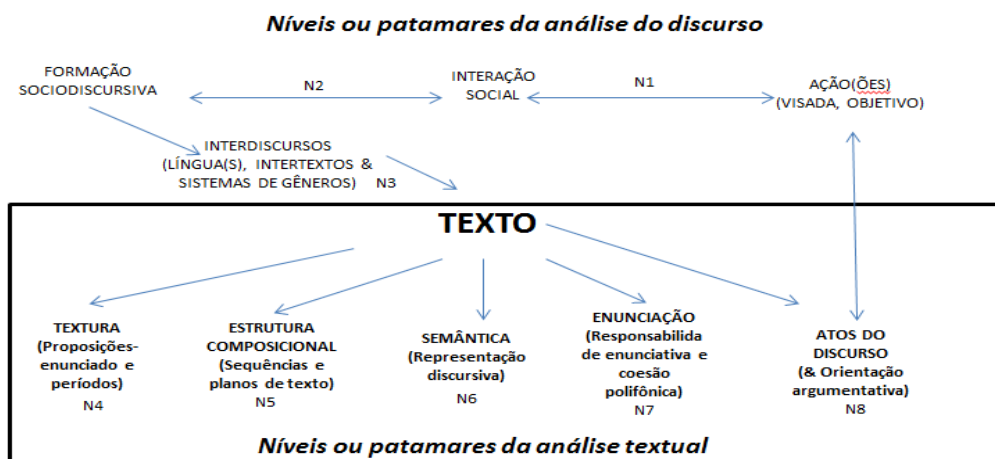 Níveis ou patamares da análise do discurso
FORMAÇÃO
SOCIODISCURSIVA
N2
INTERAÇÃO
SOCIAL
N1
AÇÃO(ÕES)
(VISADA, OBJETIVO)
INTERDISCURSOS
(LÍNGUA(S), INTERTEXTOS &
SISTEMAS DE GÊNEROS) N3
TEXTO
TEXTURA
(Proposições-
enunciado e
períodos)
N4
ESTRUTURA
COMPOSICIONAL
(Sequências e
planos de texto)
N5
SEMÂNTICA
(Representação
discursiva)
N6
ENUNCIAÇÃO
(Responsabilida
de enunciativa e
coesão
polifônica)
N7
ATOS DO
DISCURSO
(& Orientação
argumentativa)
N8
Níveis ou patamares da análise textual